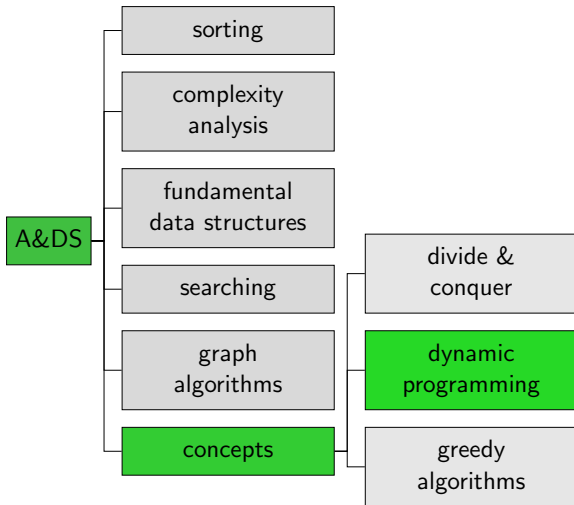 A&DS
sorting
complexity
analysis
fundamental
data structures
searching
graph
algorithms
concepts
divide &
conquer
dynamic
programming
greedy
algorithms